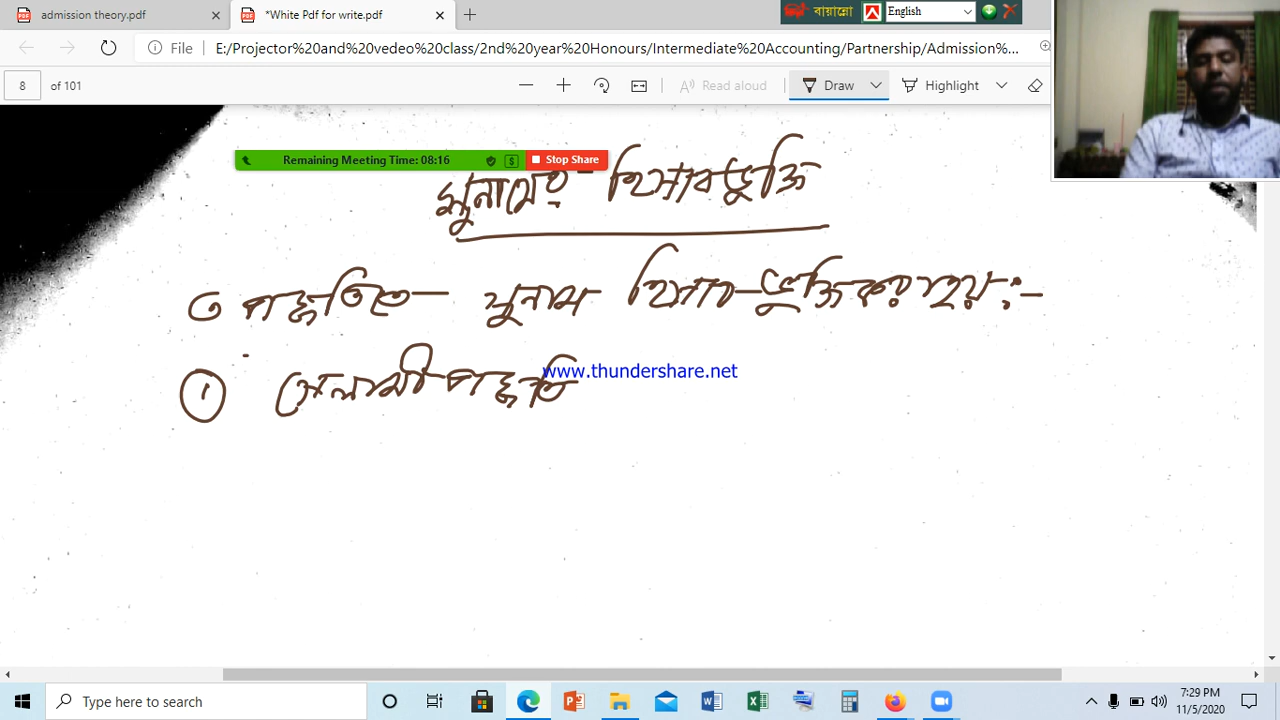 admission theory.pdf
*White Pdf for write.pdf
বায়ান্নো English
File E:/Projector%20and%20vedeo%20class/2nd%20year%20Honours/Intermediate%20Accounting/Partnership/Admission%...
8 of 101 Read aloud Draw Highlight
Remaining Meeting Time: 08:16 Stop Share
সুনামের হিসাবভুক্তি
৩ পদ্ধতিতে সুনাম হিসাবভুক্তি করা হয় :-
www.thundershare.net
১ সেলামী পদ্ধতি
Type here to search
7:29 PM
11/5/2020